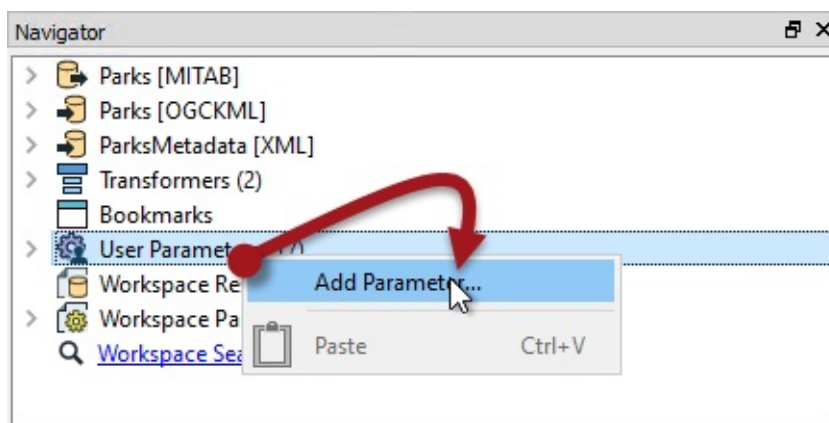 Navigator
Parks [MITAB]
Parks [OGCKML]
ParksMetadata [XML]
Transformers (2)
Bookmarks
User Paramet
Workspace Re
Add Parameter...
Workspace Pa
Paste Ctrl+V
Workspace Sea